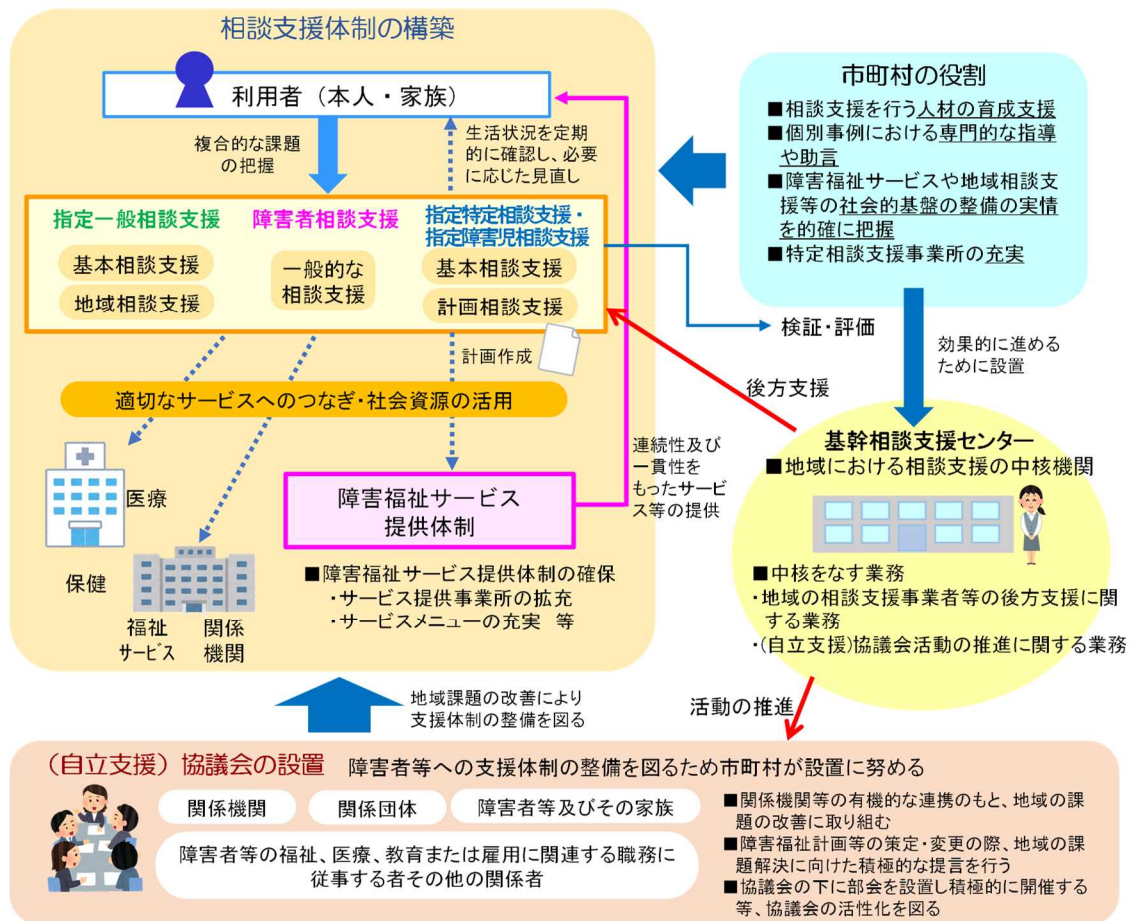 相談支援体制の構築
利用者（本人・家族）
複合的な課題
の把握
生活状況を定期
的に確認し、必要
に応じた見直し
指定一般相談支援
基本相談支援
地域相談支援
障害者相談支援
一般的な
相談支援
指定特定相談支援・
指定障害児相談支援
基本相談支援
計画相談支援
計画作成
適切なサービスへのつなぎ・社会資源の活用
医療
保健
福祉
サービス
関係
機関
障害福祉サービス
提供体制
連続性及び
一貫性を
もったサービ
ス等の提供
■障害福祉サービス提供体制の確保
・サービス提供事業所の拡充
・サービスメニューの充実 等
市町村の役割
■相談支援を行う人材の育成支援
■個別事例における専門的な指導
や助言
■障害福祉サービスや地域相談支
援等の社会的基盤の整備の実情
を的確に把握
■特定相談支援事業所の充実
検証・評価
効果的に進める
ために設置
後方支援
基幹相談支援センター
■地域における相談支援の中核機関
■中核をなす業務
・地域の相談支援事業者等の後方支援に関
する業務
・(自立支援)協議会活動の推進に関する業務
活動の推進
地域課題の改善により
支援体制の整備を図る
（自立支援）協議会の設置
障害者等への支援体制の整備を図るため市町村が設置に努める
関係機関
関係団体
障害者等及びその家族
障害者等の福祉、医療、教育または雇用に関連する職務に
従事する者その他の関係者
■関係機関等の有機的な連携のもと、地域の課
題の改善に取り組む
■障害福祉計画等の策定・変更の際、地域の課
題解決に向けた積極的な提言を行う
■協議会の下に部会を設置し積極的に開催する
等、協議会の活性化を図る